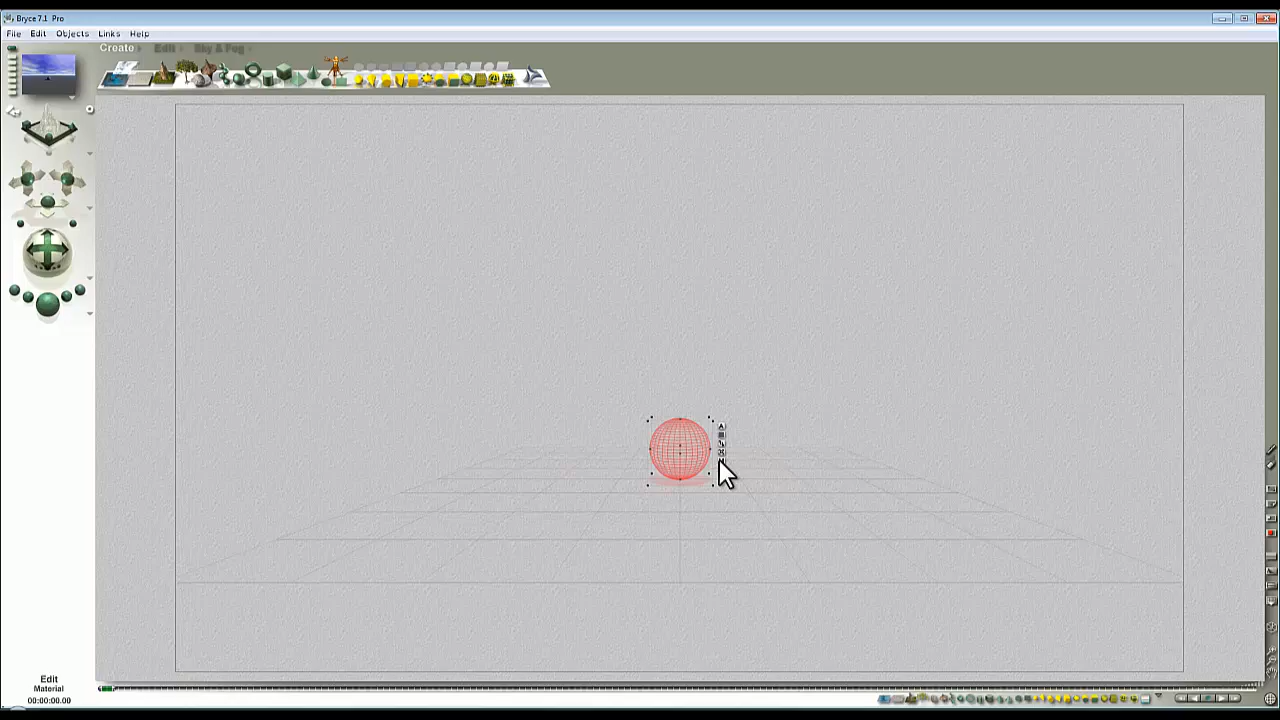 Bryce 7.1 Pro
File Edit Objects Links Help
Create Edit Sky & Fog
A
M
Edit
Material
00:00:00.00